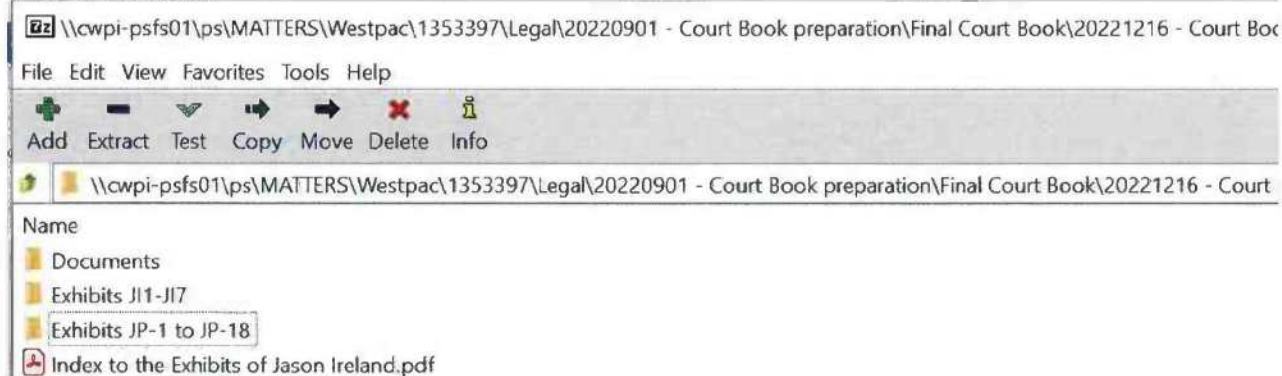 7z \\cwpi-psfs01\ps\MATTERS\Westpac\1353397\Legal\20220901 - Court Book preparation\Final Court Book\20221216 - Court Boc
File Edit View Favorites Tools Help
Add Extract Test Copy Move Delete Info
\\cwpi-psfs01\ps\MATTERS\Westpac\1353397\Legal\20220901 - Court Book preparation\Final Court Book\20221216 - Court
Name
Documents
Exhibits JI1-JI7
Exhibits JP-1 to JP-18
Index to the Exhibits of Jason Ireland.pdf